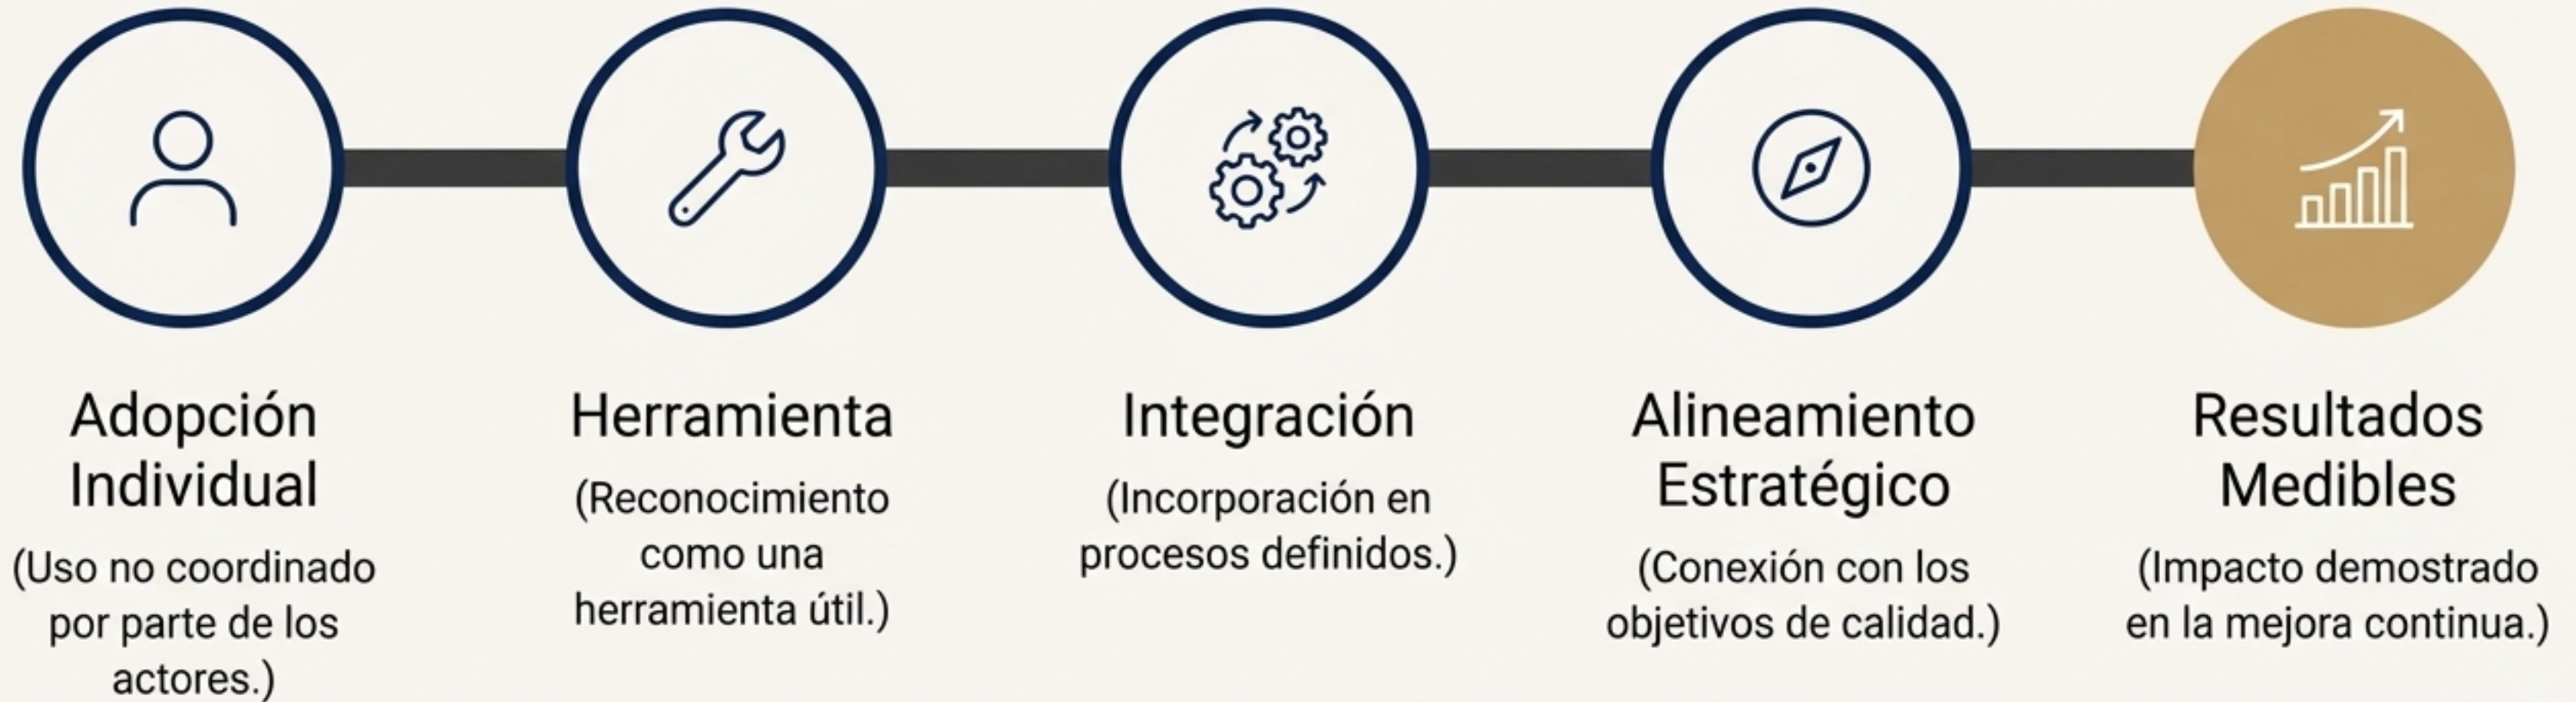 Adopción
Individual
(Uso no coordinado
por parte de los
actores.)
Herramienta
(Reconocimiento
como una
herramienta útil.)
Integración
(Incorporación en
procesos definidos.)
Alineamiento
Estratégico
(Conexión con los
objetivos de calidad.)
Resultados
Medibles
(Impacto demostrado
en la mejora continua.)